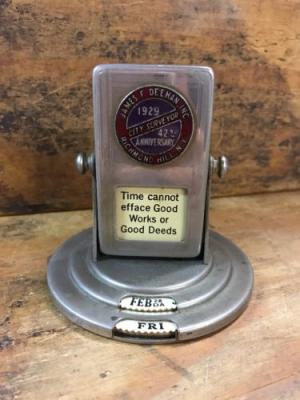 JAMES F. DEEHAN INC.
1929
CITY SURVEYOR
42nd
ANNIVERSARY
RICHMOND HILL, N.Y.
Time cannot
efface Good
Works or
Good Deeds
FEB
FRI